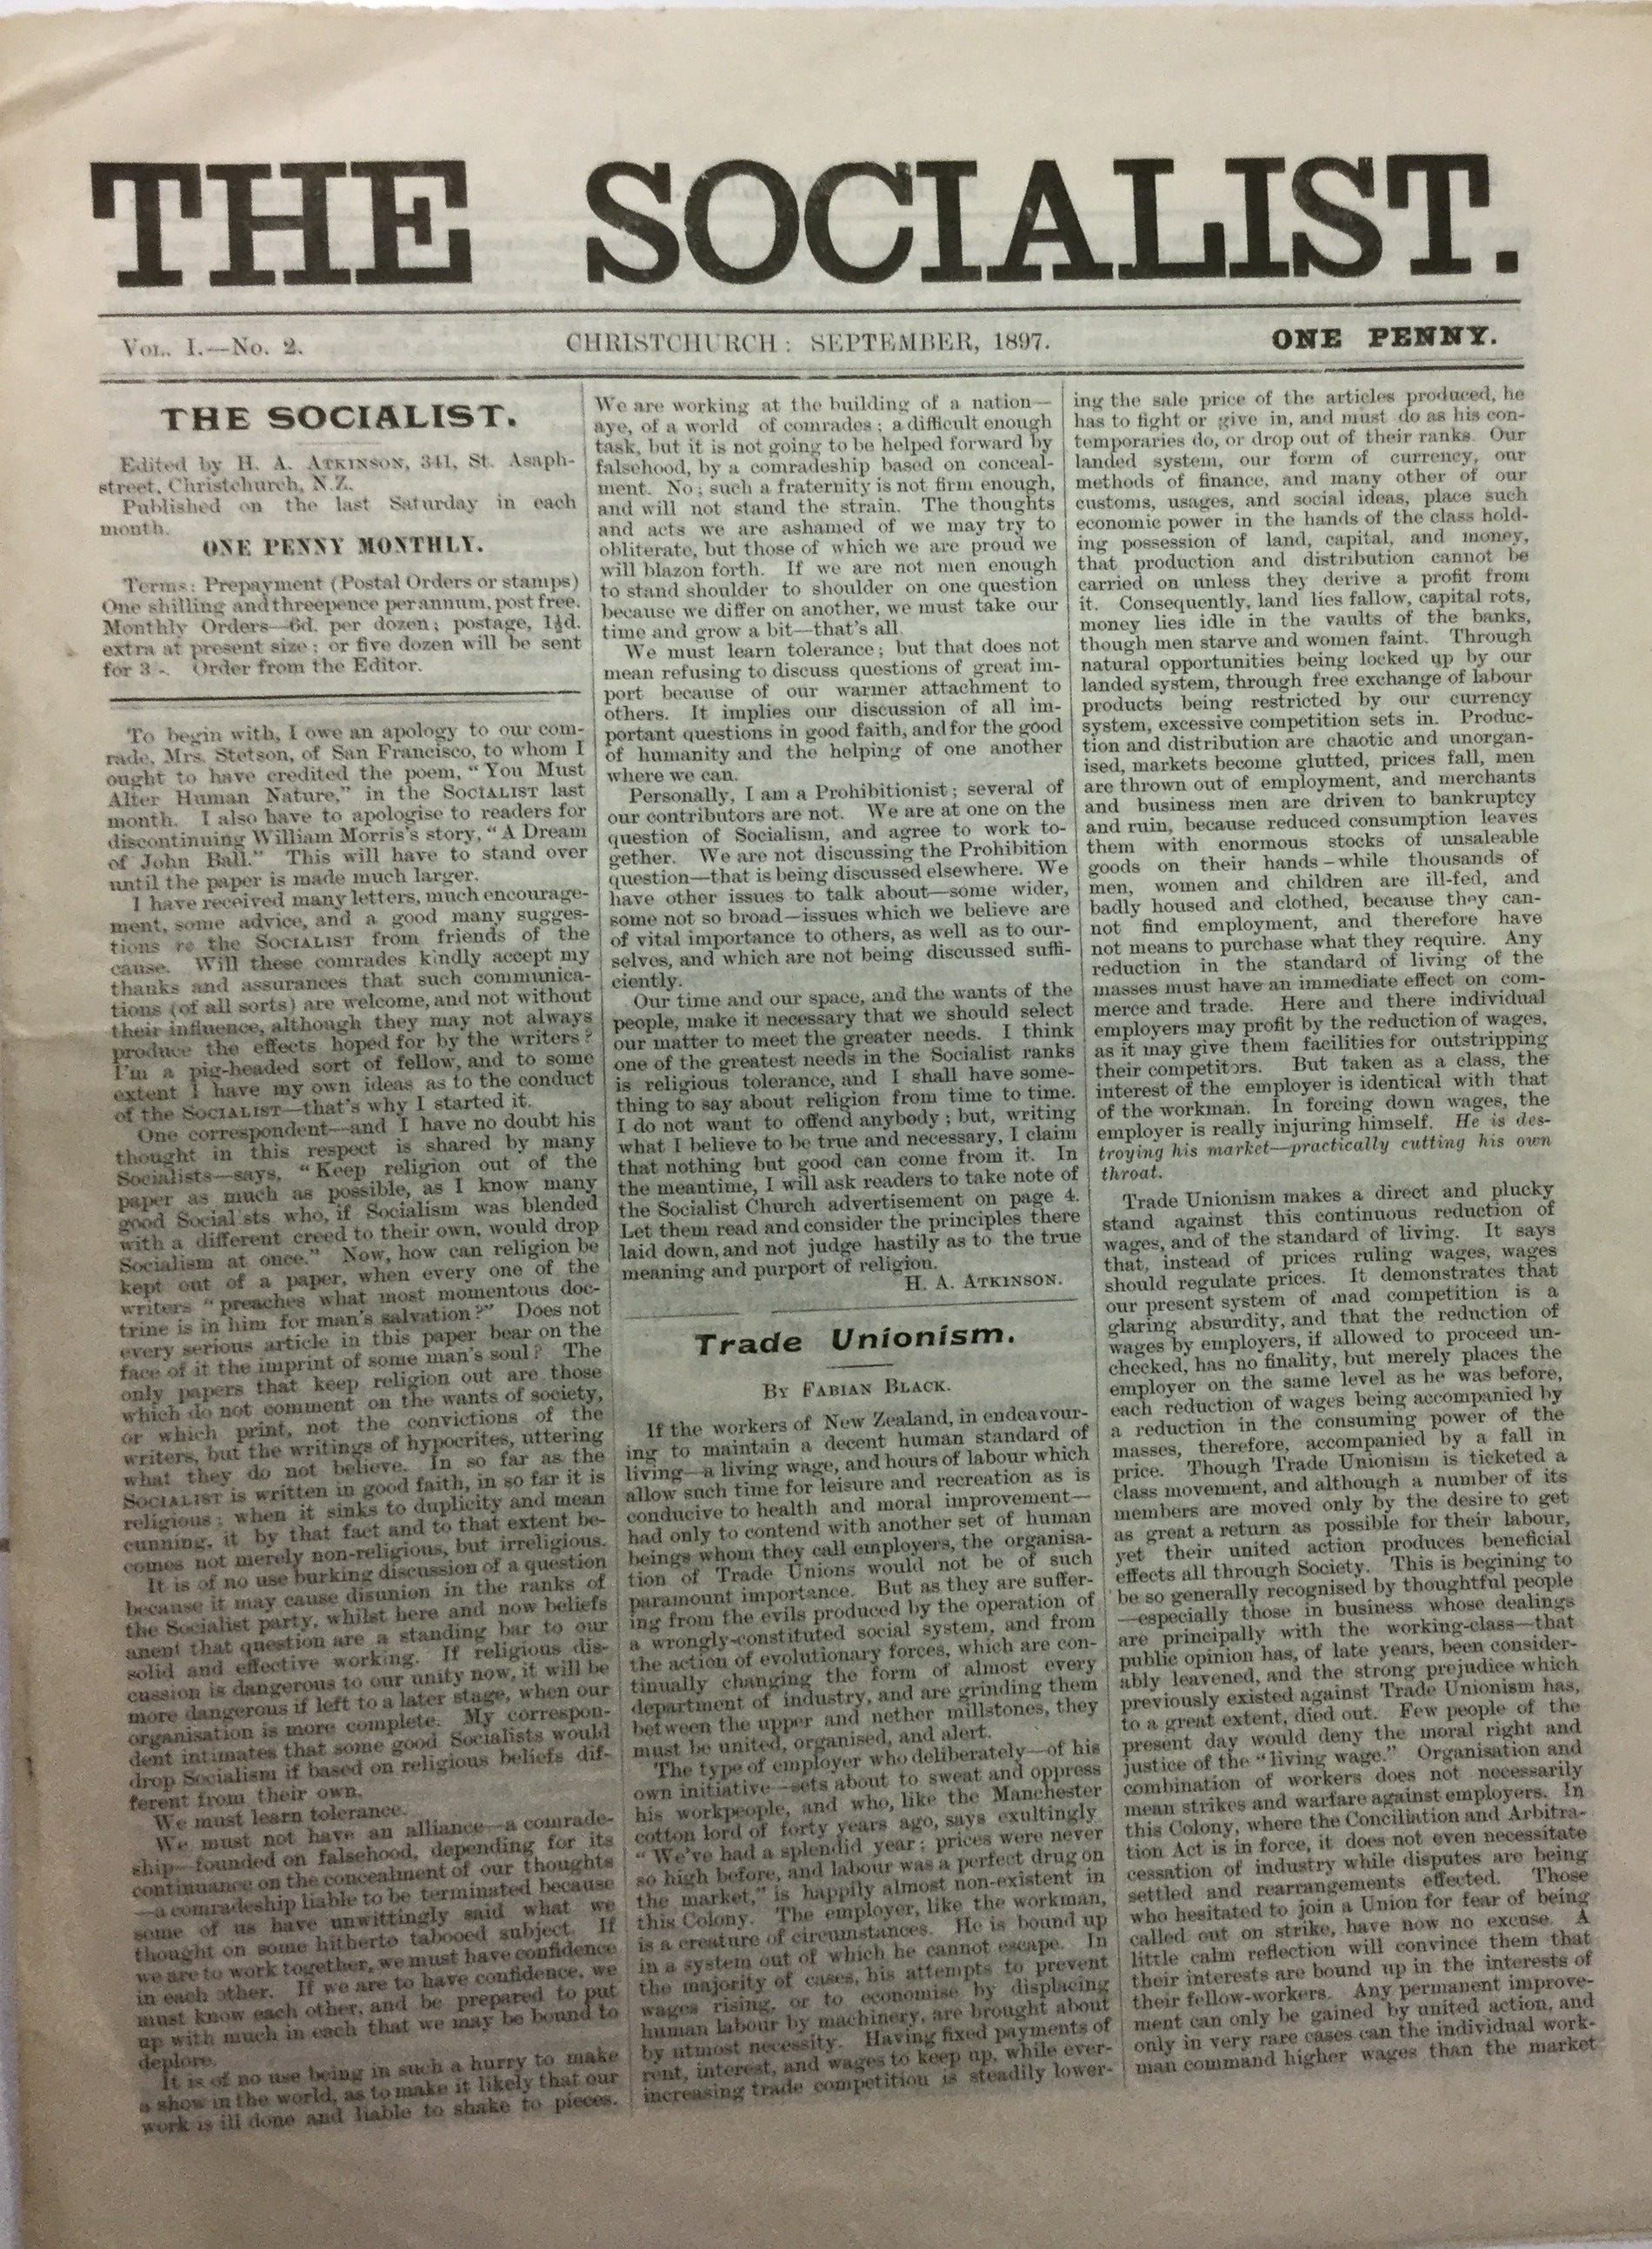 THE SOCIALIST.
VOL. I.—No. 2.
CHRISTCHURCH: SEPTEMBER, 1897.
ONE PENNY.
THE SOCIALIST.
Edited by H. A. ATKINSON, 341, St. Asaph-
street, Christchurch, N.Z.
Published on the last Saturday in each
month.
ONE PENNY MONTHLY.
Terms: Prepayment (Postal Orders or stamps)
One shilling and threepence per annum, post free.
Monthly Orders—6d. per dozen; postage, 1½d.
extra at present size; or five dozen will be sent
for 3 -. Order from the Editor.
To begin with, I owe an apology to our com-
rade, Mrs. Stetson, of San Francisco, to whom I
ought to have credited the poem, "You Must
Alter Human Nature," in the SOCIALIST last
month. I also have to apologise to readers for
discontinuing William Morris's story, "A Dream
of John Ball." This will have to stand over
until the paper is made much larger.
I have received many letters, much encourage-
ment, some advice, and a good many sugges-
tions re the SOCIALIST from friends of the
cause. Will these comrades kindly accept my
thanks and assurances that such communica-
tions (of all sorts) are welcome, and not without
their influence, although they may not always
produce the effects hoped for by the writers?
I'm a pig-headed sort of fellow, and to some
extent I have my own ideas as to the conduct
of the SOCIALIST—that's why I started it.
One correspondent—and I have no doubt his
thought in this respect is shared by many
Socialists—says, "Keep religion out of the
paper as much as possible, as I know many
good Social sts who, if Socialism was blended
with a different creed to their own, would drop
Socialism at once." Now, how can religion be
kept out of a paper, when every one of the
writers "preaches what most momentous doc-
trine is in him for man's salvation?" Does not
every serious article in this paper bear on the
face of it the imprint of some man's soul? The
only papers that keep religion out are those
which do not comment on the wants of society,
or which print, not the convictions of the
writers, but the writings of hypocrites, uttering
what they do not believe. In so far as the
SOCIALIST is written in good faith, in so far it is
religious; when it sinks to duplicity and mean
cunning, it by that fact and to that extent be-
comes not merely non-religious, but irreligious.
It is of no use burking discussion of a question
because it may cause disunion in the ranks of
the Socialist party, whilst here and now beliefs
anent that question are a standing bar to our
solid and effective working. If religious dis-
cussion is dangerous to our unity now, it will be
more dangerous if left to a later stage, when our
organisation is more complete. My correspon-
dent intimates that some good Socialists would
drop Socialism if based on religious beliefs dif-
ferent from their own.
We must learn tolerance.
We must not have an alliance—a comrade-
ship—founded on falsehood, depending for its
continuance on the concealment of our thoughts
—a comradeship liable to be terminated because
some of us have unwittingly said what we
thought on some hitherto tabooed subject. If
we are to work together, we must have confidence
in each other. If we are to have confidence, we
must know each other, and be prepared to put
up with much in each that we may be bound to
deplore.
It is of no use being in such a hurry to make
a show in the world, as to make it likely that our
work is ill done and liable to shake to pieces.
We are working at the building of a nation—
aye, of a world of comrades; a difficult enough
task, but it is not going to be helped forward by
falsehood, by a comradeship based on conceal-
ment. No; such a fraternity is not firm enough,
and will not stand the strain. The thoughts
and acts we are ashamed of we may try to
obliterate, but those of which we are proud we
will blazon forth. If we are not men enough
to stand shoulder to shoulder on one question
because we differ on another, we must take our
time and grow a bit—that's all.
We must learn tolerance; but that does not
mean refusing to discuss questions of great im-
port because of our warmer attachment to
others. It implies our discussion of all im-
portant questions in good faith, and for the good
of humanity and the helping of one another
where we can.
Personally, I am a Prohibitionist; several of
our contributors are not. We are at one on the
question of Socialism, and agree to work to-
gether. We are not discussing the Prohibition
question—that is being discussed elsewhere. We
have other issues to talk about—some wider,
some not so broad—issues which we believe are
of vital importance to others, as well as to our-
selves, and which are not being discussed suffi-
ciently.
Our time and our space, and the wants of the
people, make it necessary that we should select
our matter to meet the greater needs. I think
one of the greatest needs in the Socialist ranks
is religious tolerance, and I shall have some-
thing to say about religion from time to time.
I do not want to offend anybody; but, writing
what I believe to be true and necessary, I claim
that nothing but good can come from it. In
the meantime, I will ask readers to take note of
the Socialist Church advertisement on page 4.
Let them read and consider the principles there
laid down, and not judge hastily as to the true
meaning and purport of religion.
H. A. ATKINSON.
Trade Unionism.
BY FABIAN BLACK.
If the workers of New Zealand, in endeavour-
ing to maintain a decent human standard of
living—a living wage, and hours of labour which
allow such time for leisure and recreation as is
conducive to health and moral improvement—
had only to contend with another set of human
beings whom they call employers, the organisa-
tion of Trade Unions would not be of such
paramount importance. But as they are suffer-
ing from the evils produced by the operation of
a wrongly-constituted social system, and from
the action of evolutionary forces, which are con-
tinually changing the form of almost every
department of industry, and are grinding them
between the upper and nether millstones, they
must be united, organised, and alert.
The type of employer who deliberately—of his
own initiative—sets about to sweat and oppress
his workpeople, and who, like the Manchester
cotton lord of forty years ago, says exultingly
"We've had a splendid year; prices were never
so high before, and labour was a perfect drug on
the market," is happily almost non-existent in
this Colony. The employer, like the workman,
is a creature of circumstances. He is bound up
in a system out of which he cannot escape. In
the majority of cases, his attempts to prevent
wages rising, or to economise by displacing
human labour by machinery, are brought about
by utmost necessity. Having fixed payments of
rent, interest, and wages to keep up, while ever-
increasing trade competition is steadily lower-
ing the sale price of the articles produced, he
has to fight or give in, and must do as his con-
temporaries do, or drop out of their ranks. Our
landed system, our form of currency, our
methods of finance, and many other of our
customs, usages, and social ideas, place such
economic power in the hands of the class hold-
ing possession of land, capital, and money,
that production and distribution cannot be
carried on unless they derive a profit from
it. Consequently, land lies fallow, capital rots,
money lies idle in the vaults of the banks,
though men starve and women faint. Through
natural opportunities being locked up by our
landed system, through free exchange of labour
products being restricted by our currency
system, excessive competition sets in. Produc-
tion and distribution are chaotic and unorgan-
ised, markets become glutted, prices fall, men
are thrown out of employment, and merchants
and business men are driven to bankruptcy
and ruin, because reduced consumption leaves
them with enormous stocks of unsaleable
goods on their hands—while thousands of
men, women and children are ill-fed, and
badly housed and clothed, because they can-
not find employment, and therefore have
not means to purchase what they require. Any
reduction in the standard of living of the
masses must have an immediate effect on com-
merce and trade. Here and there individual
employers may profit by the reduction of wages,
as it may give them facilities for outstripping
their competitors. But taken as a class, the
interest of the employer is identical with that
of the workman. In forcing down wages, the
employer is really injuring himself. He is des-
troying his market—practically cutting his own
throat.
Trade Unionism makes a direct and plucky
stand against this continuous reduction of
wages, and of the standard of living. It says
that, instead of prices ruling wages, wages
should regulate prices. It demonstrates that
our present system of mad competition is a
glaring absurdity, and that the reduction of
wages by employers, if allowed to proceed un-
checked, has no finality, but merely places the
employer on the same level as he was before,
each reduction of wages being accompanied by
a reduction in the consuming power of the
masses, therefore, accompanied by a fall in
price. Though Trade Unionism is ticketed a
class movement, and although a number of its
members are moved only by the desire to get
as great a return as possible for their labour,
yet their united action produces beneficial
effects all through Society. This is begining to
be so generally recognised by thoughtful people
—especially those in business whose dealings
are principally with the working-class—that
public opinion has, of late years, been consider-
ably leavened, and the strong prejudice which
previously existed against Trade Unionism has,
to a great extent, died out. Few people of the
present day would deny the moral right and
justice of the "living wage." Organisation and
combination of workers does not necessarily
mean strikes and warfare against employers. In
this Colony, where the Conciliation and Arbitra-
tion Act is in force, it does not even necessitate
cessation of industry while disputes are being
settled and rearrangements effected. Those
who hesitated to join a Union for fear of being
called out on strike, have now no excuse. A
little calm reflection will convince them that
their interests are bound up in the interests of
their fellow-workers. Any permanent improve-
ment can only be gained by united action, and
only in very rare cases can the individual work-
man command higher wages than the market